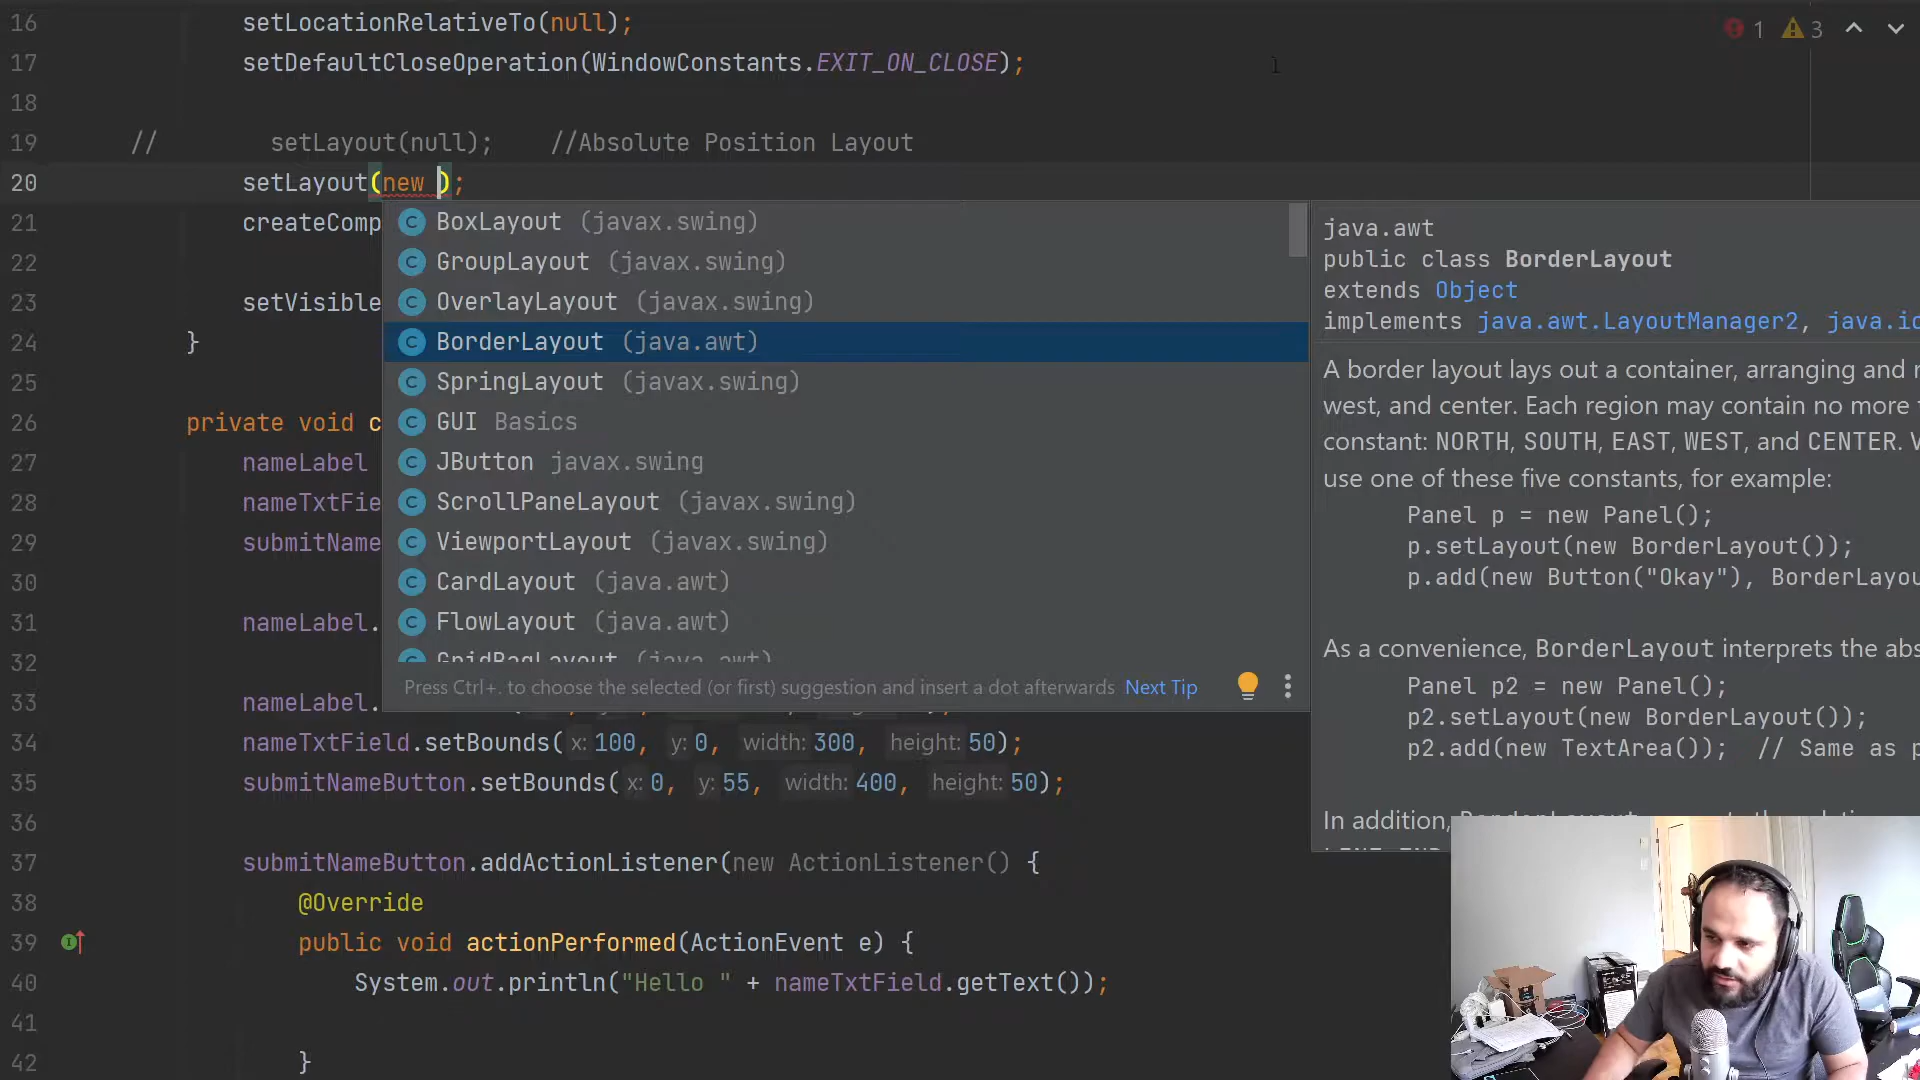 16 setLocationRelativeTo(null);
17 setDefaultCloseOperation(WindowConstants.EXIT_ON_CLOSE);
18
19 // setLayout(null); //Absolute Position Layout
20 setLayout(new );
21 createComp
22
23 setVisible
24 }
25
26 private void c
27 nameLabel
28 nameTxtFie
29 submitName
30
31 nameLabel.
32
33 nameLabel.
34 nameTxtField.setBounds( x: 100, y: 0, width: 300, height: 50);
35 submitNameButton.setBounds( x: 0, y: 55, width: 400, height: 50);
36
37 submitNameButton.addActionListener(new ActionListener() {
38 @Override
39 public void actionPerformed(ActionEvent e) {
40 System.out.println("Hello " + nameTxtField.getText());
41
42 }
1 3
BoxLayout (javax.swing)
GroupLayout (javax.swing)
OverlayLayout (javax.swing)
BorderLayout (java.awt)
SpringLayout (javax.swing)
GUI Basics
JButton javax.swing
ScrollPaneLayout (javax.swing)
ViewportLayout (javax.swing)
CardLayout (java.awt)
FlowLayout (java.awt)
GridBagLayout (java.awt)
Press Ctrl+. to choose the selected (or first) suggestion and insert a dot afterwards Next Tip
java.awt
public class BorderLayout
extends Object
implements java.awt.LayoutManager2, java.io
A border layout lays out a container, arranging and
west, and center. Each region may contain no more
constant: NORTH, SOUTH, EAST, WEST, and CENTER.
use one of these five constants, for example:
Panel p = new Panel();
p.setLayout(new BorderLayout());
p.add(new Button("Okay"), BorderLayou
As a convenience, BorderLayout interprets the abs
Panel p2 = new Panel();
p2.setLayout(new BorderLayout());
p2.add(new TextArea()); // Same as p
In addition,